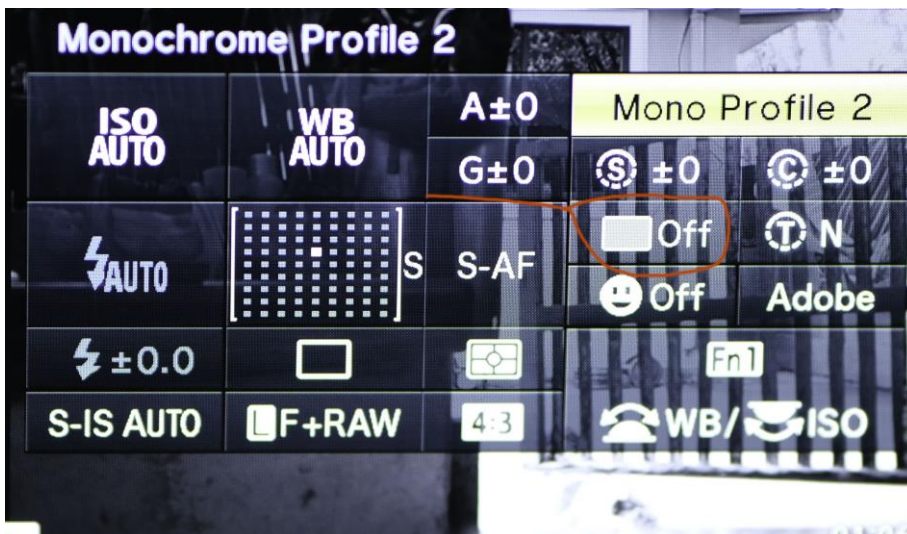 Monochrome Profile 2
ISO AUTO
WB AUTO
A±0
Mono Profile 2
G±0
S ±0
C ±0
AUTO
S
S-AF
Off
T N
Off
Adobe
±0.0
Fn1
S-IS AUTO
LF+RAW
4:3
WB/ISO